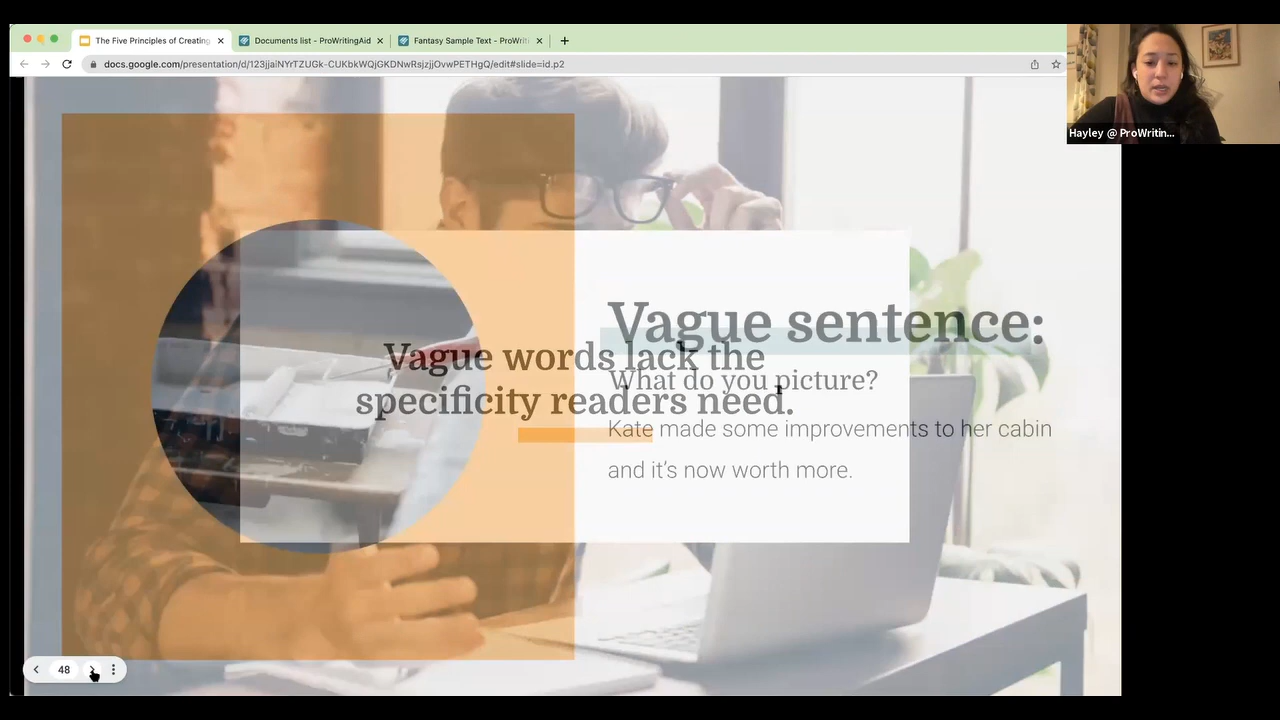 The Five Principles of Creating
Documents list - ProWritingAid
Fantasy Sample Text - ProWriti
docs.google.com/presentation/d/123jjaiNYrTZUGk-CUKbkWQjGKDNwRsjzjjOvwPETHgQ/edit#slide=id.p2
Hayley @ ProWritin...
Vague sentence:
Vague words lack the
specificity readers need.
What do you picture?
Kate made some improvements to her cabin
and it's now worth more.
48